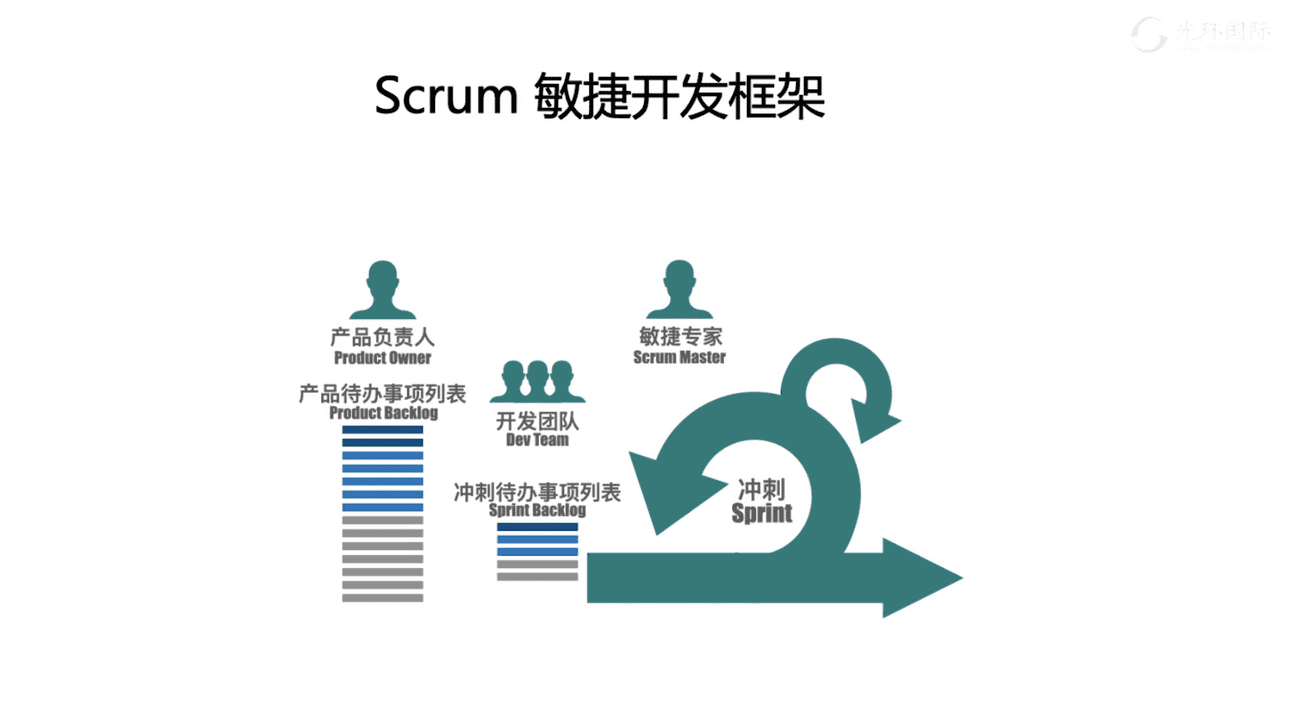 光环国际
Scrum 敏捷开发框架
产品负责人
Product Owner
产品待办事项列表
Product Backlog
开发团队
Dev Team
冲刺待办事项列表
Sprint Backlog
敏捷专家
Scrum Master
冲刺
Sprint